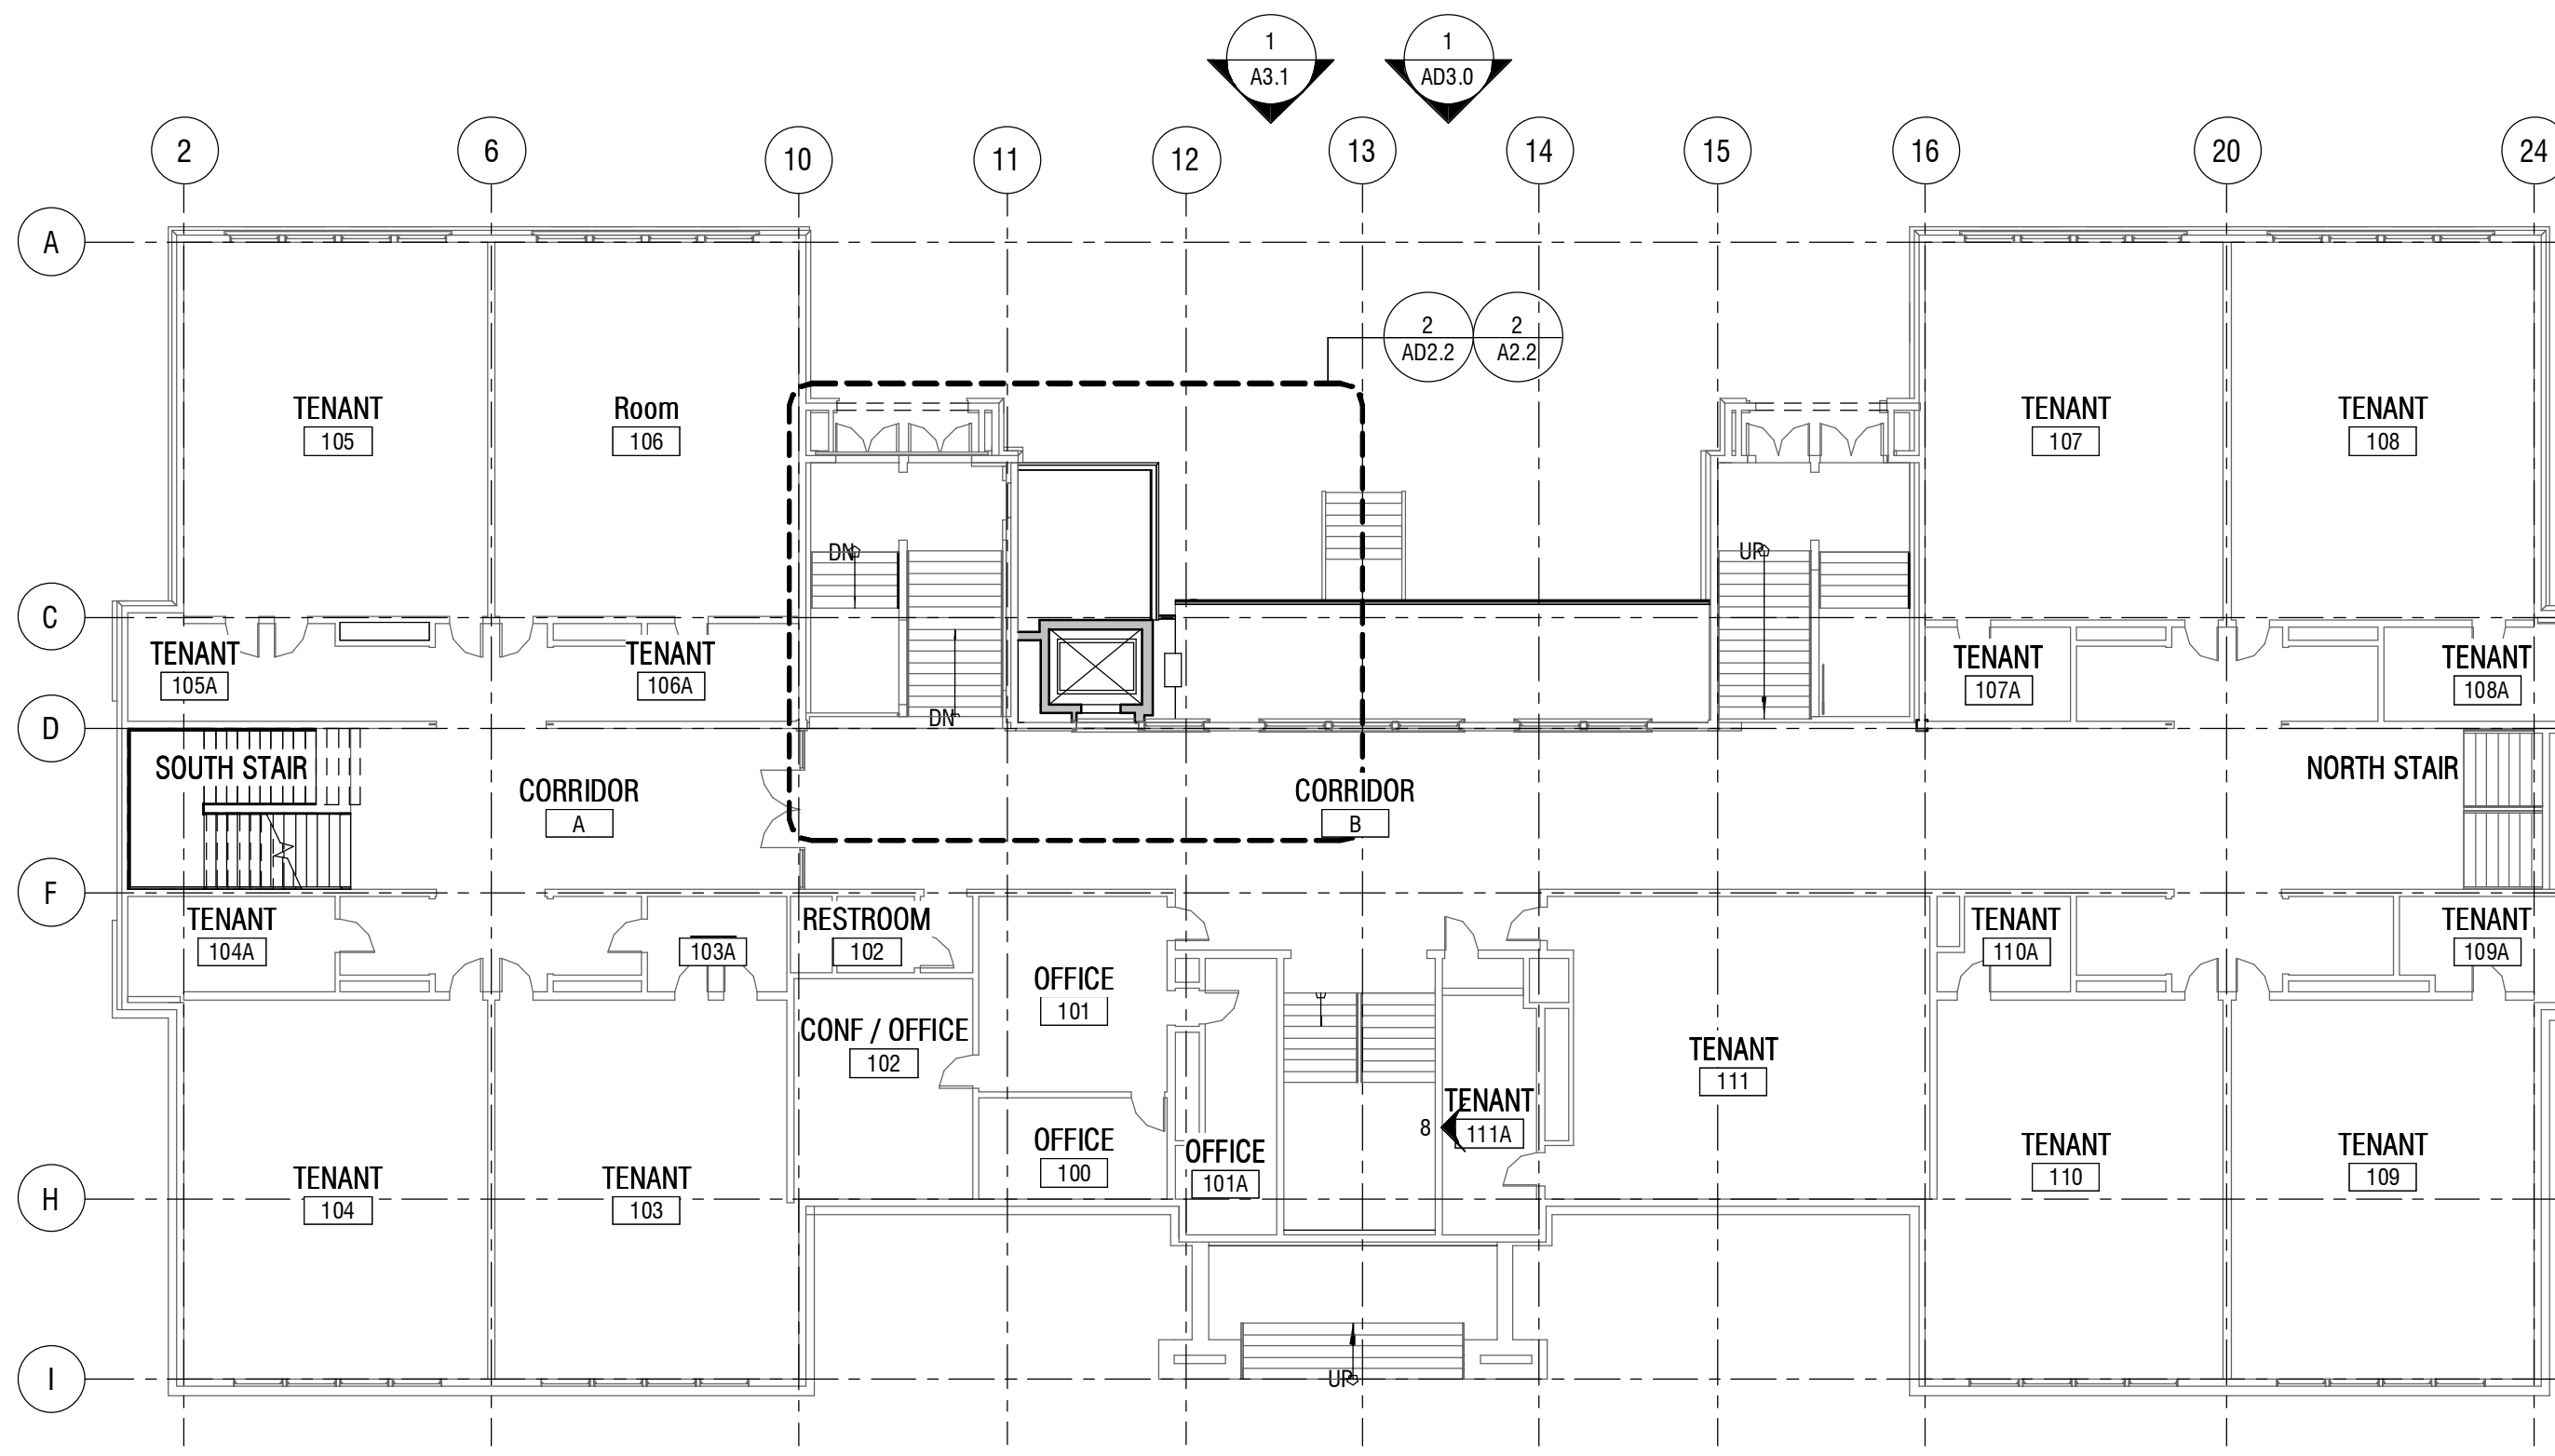 1
A3.1
1
AD3.0
2
6
10
11
12
13
14
15
16
20
24
A
2
AD2.2
2
A2.2
TENANT
105
Room
106
TENANT
107
TENANT
108
DN
UP
C
TENANT
105A
TENANT
106A
TENANT
107A
TENANT
108A
DN
D
SOUTH STAIR
CORRIDOR
A
CORRIDOR
B
NORTH STAIR
F
TENANT
104A
103A
RESTROOM
102
OFFICE
101
TENANT
110A
TENANT
109A
CONF / OFFICE
102
TENANT
111
TENANT
111A
8
OFFICE
100
OFFICE
101A
TENANT
110
TENANT
109
H
TENANT
104
TENANT
103
I
UP